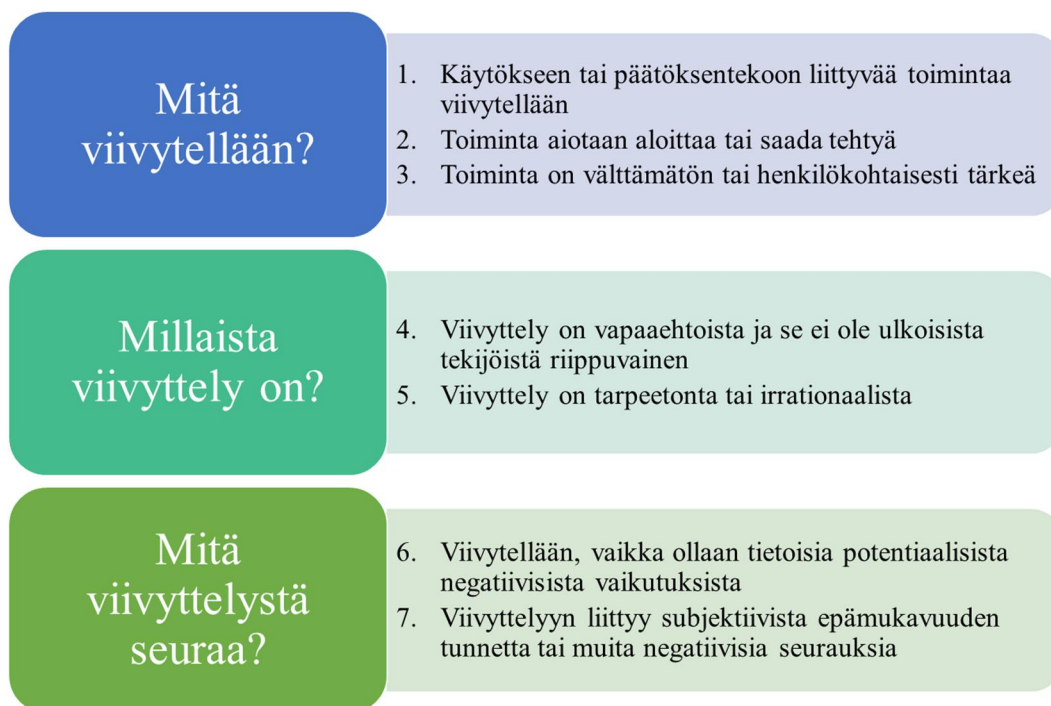 Mitä
viivytellään?
1. Käytökseen tai päätöksentekoon liittyvää toimintaa
viivytellään
2. Toiminta aiotaan aloittaa tai saada tehtyä
3. Toiminta on välttämätön tai henkilökohtaisesti tärkeä
Millaista
viivyttely on?
4. Viivyttely on vapaaehtoista ja se ei ole ulkoisista
tekijöistä riippuvainen
5. Viivyttely on tarpeetonta tai irrationaalista
Mitä
viivyttelystä
seuraa?
6. Viivytellään, vaikka ollaan tietoisia potentiaalisista
negatiivisista vaikutuksista
7. Viivyttelyyn liittyy subjektiivista epämukavuuden
tunnetta tai muita negatiivisia seurauksia